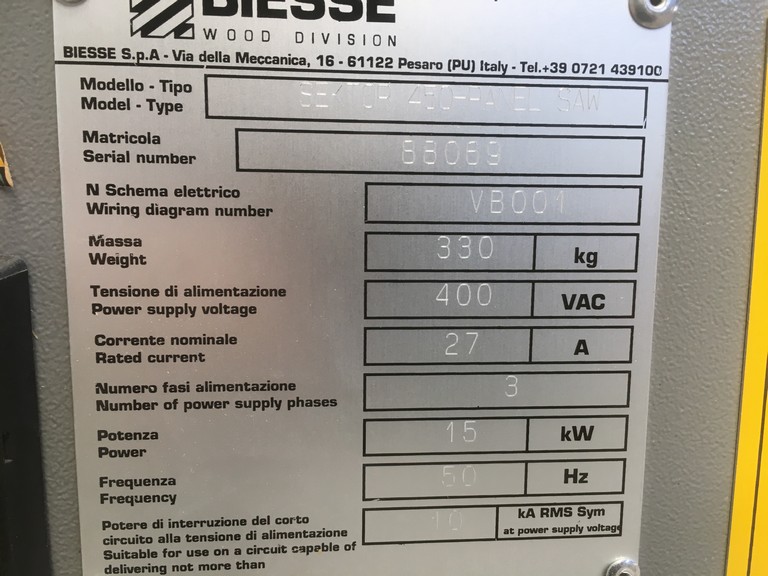 BIESSE
WOOD DIVISION
BIESSE S.p.A - Via della Meccanica, 16 - 61122 Pesaro (PU) Italy - Tel.+39 0721 439100
Modello - Tipo
Model - Type
SEKTOR 450-PANEL SAW
Matricola
Serial number
88069
N Schema elettrico
Wiring diagram number
VB001
Massa
Weight
330 kg
Tensione di alimentazione
Power supply voltage
400 VAC
Corrente nominale
Rated current
27 A
Numero fasi alimentazione
Number of power supply phases
3
Potenza
Power
15 kW
Frequenza
Frequency
50 Hz
Potere di interruzione del corto
circuito alla tensione di alimentazione
Suitable for use on a circuit capable of
delivering not more than
10 kA RMS Sym
at power supply voltage